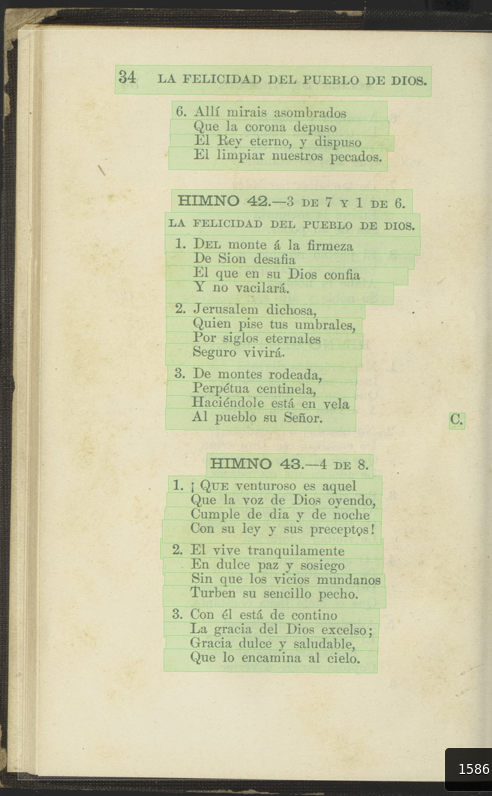 34 LA FELICIDAD DEL PUEBLO DE DIOS.
6. Allí mirais asombrados
Que la corona depuso
El Rey eterno, y dispuso
El limpiar nuestros pecados.
HIMNO 42.—3 DE 7 Y 1 DE 6.
LA FELICIDAD DEL PUEBLO DE DIOS.
1. DEL monte á la firmeza
De Sion desafia
El que en su Dios confia
Y no vacilará.
2. Jerusalem dichosa,
Quien pise tus umbrales,
Por siglos eternales
Seguro vivirá.
3. De montes rodeada,
Perpétua centinela,
Haciéndole está en vela
Al pueblo su Señor.
C.
HIMNO 43.—4 DE 8.
1. ¡ QUE venturoso es aquel
Que la voz de Dios oyendo,
Cumple de dia y de noche
Con su ley y sus preceptos!
2. El vive tranquilamente
En dulce paz y sosiego
Sin que los vicios mundanos
Turben su sencillo pecho.
3. Con él está de contino
La gracia del Dios excelso;
Gracia dulce y saludable,
Que lo encamina al cielo.
1586